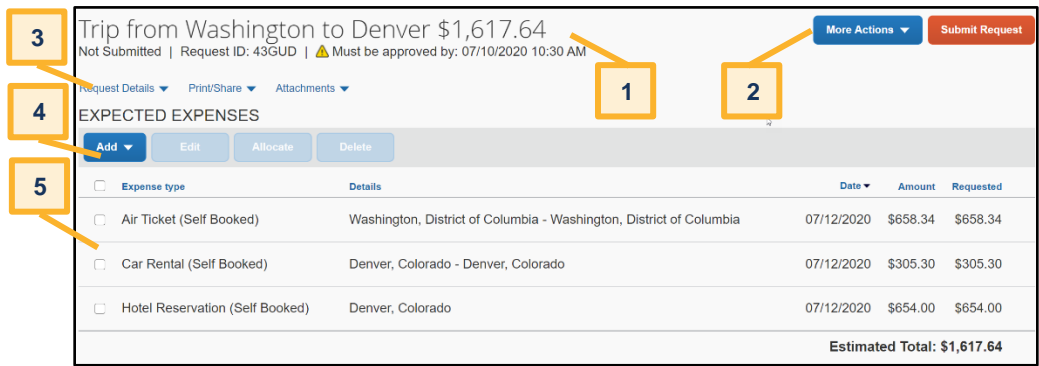 Trip from Washington to Denver $1,617.64
More Actions
Submit Request
3
Not Submitted | Request ID: 43GUD | Must be approved by: 07/10/2020 10:30 AM
Request Details Print/Share Attachments
1
2
4
EXPECTED EXPENSES
Add Edit Allocate Delete
5
Expense type Details Date Amount Requested
Air Ticket (Self Booked) Washington, District of Columbia - Washington, District of Columbia 07/12/2020 $658.34 $658.34
Car Rental (Self Booked) Denver, Colorado - Denver, Colorado 07/12/2020 $305.30 $305.30
Hotel Reservation (Self Booked) Denver, Colorado 07/12/2020 $654.00 $654.00
Estimated Total: $1,617.64